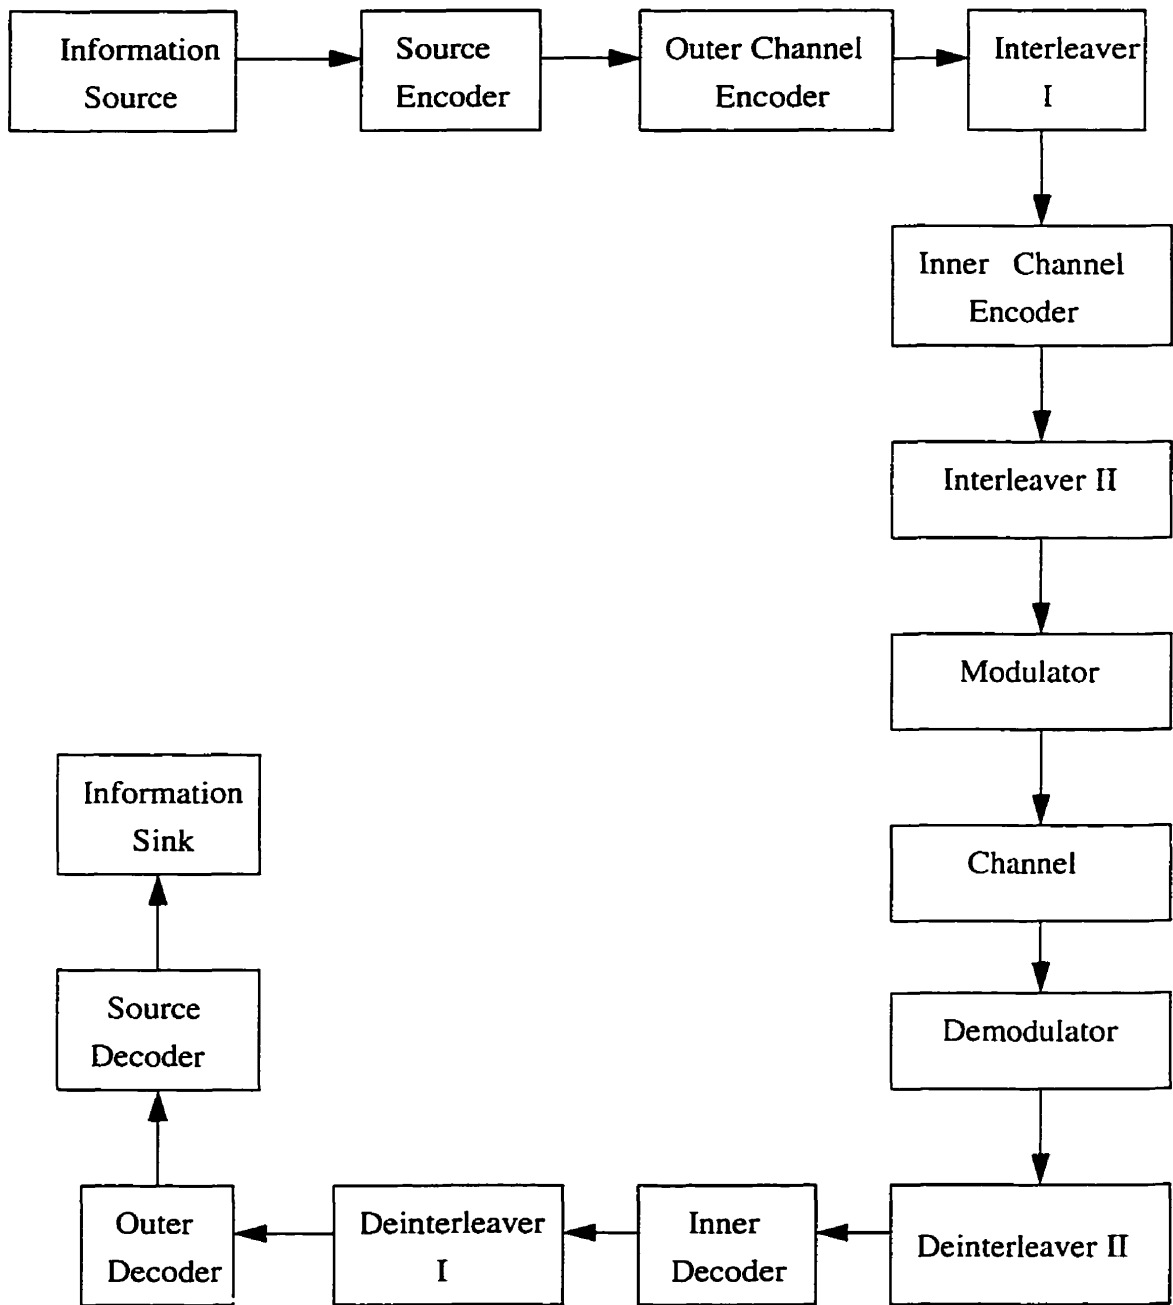 Information
Source
Source
Encoder
Outer Channel
Encoder
Interleaver
I
Inner Channel
Encoder
Interleaver II
Modulator
Channel
Demodulator
Deinterleaver II
Inner
Decoder
Deinterleaver
I
Outer
Decoder
Source
Decoder
Information
Sink